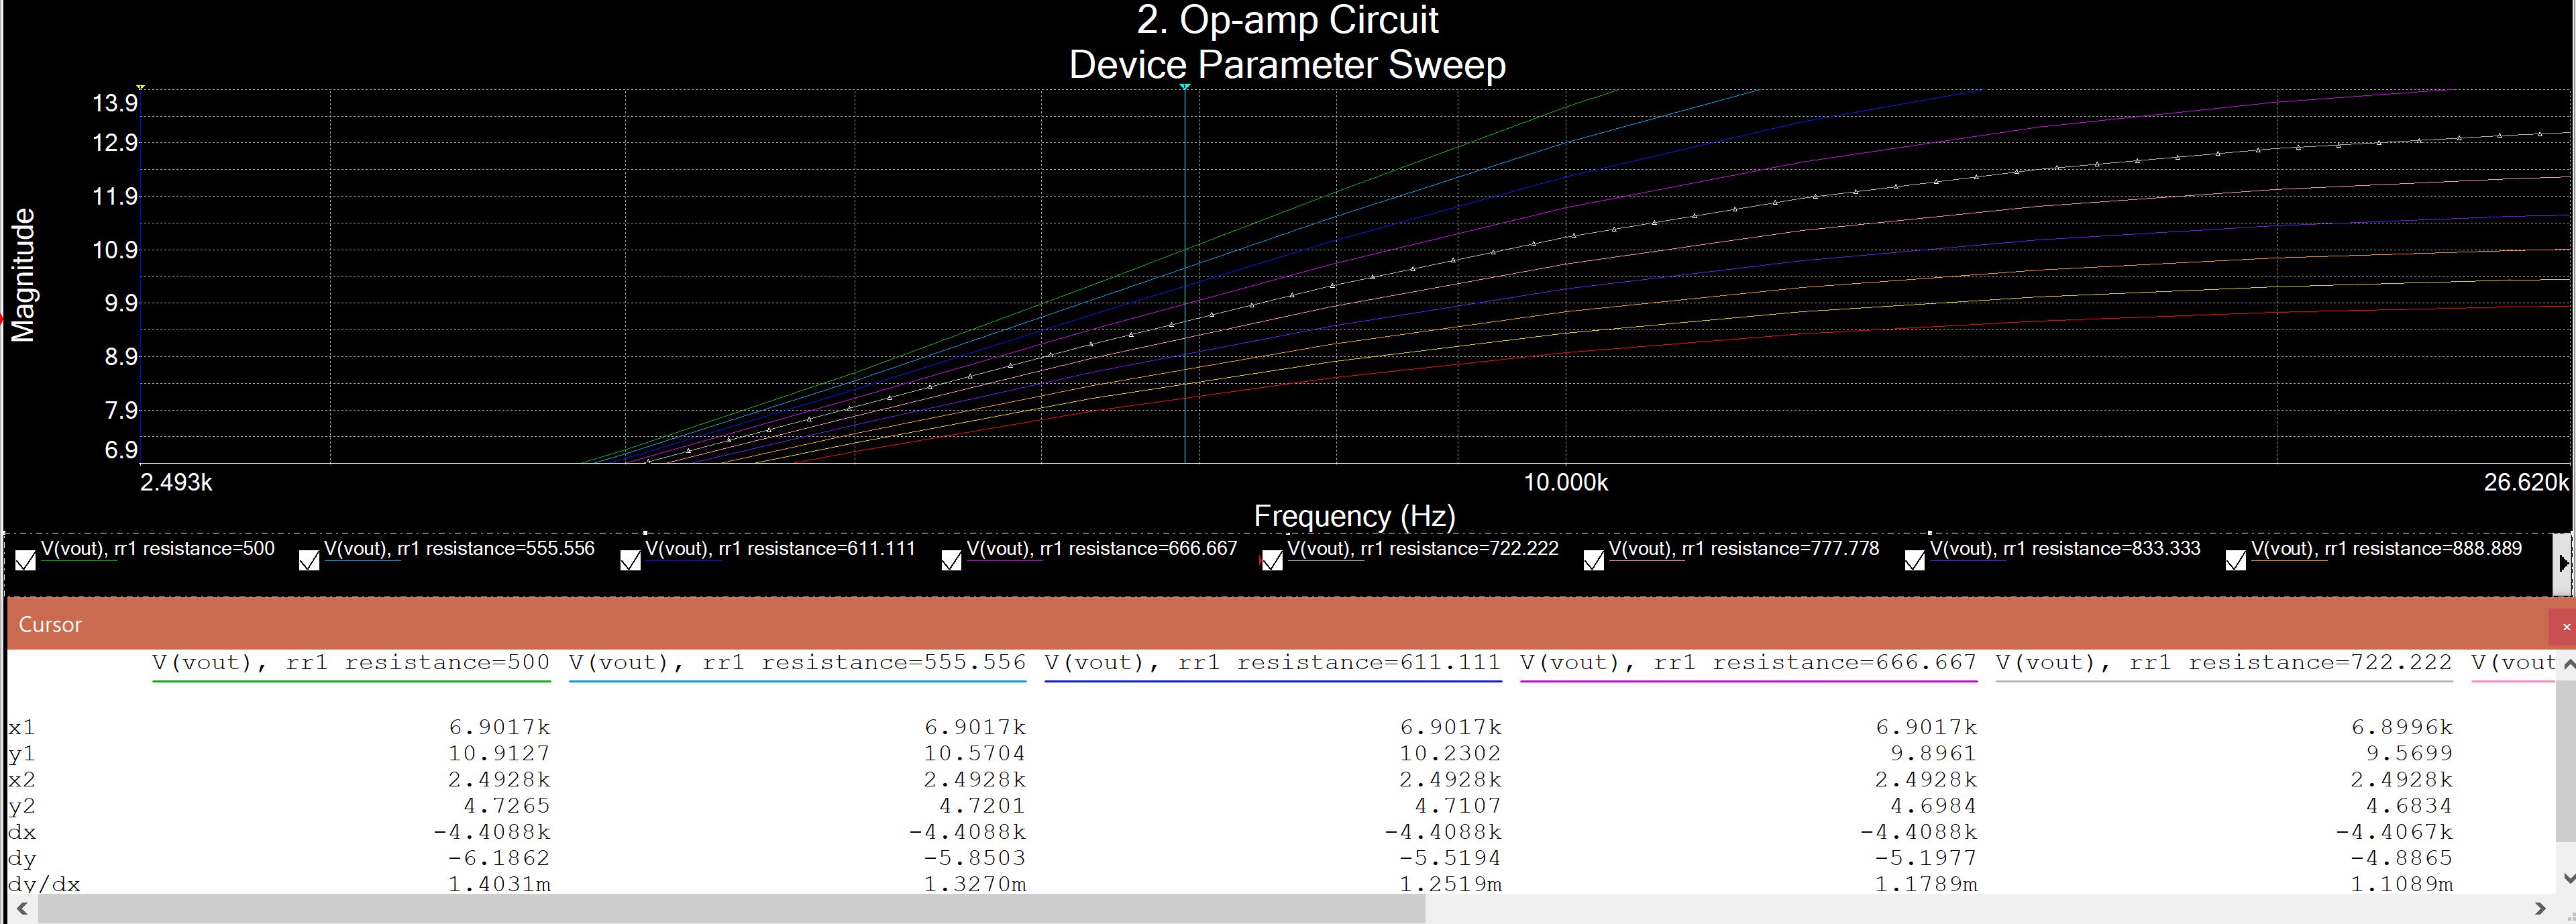 2. Op-amp Circuit
Device Parameter Sweep
Magnitude
13.9
12.9
11.9
10.9
9.9
8.9
7.9
6.9
2.493k 10.000k 26.620k
Frequency (Hz)
V(vout), rr1 resistance=500 V(vout), rr1 resistance=555.556 V(vout), rr1 resistance=611.111 V(vout), rr1 resistance=666.667 V(vout), rr1 resistance=722.222 V(vout), rr1 resistance=777.778 V(vout), rr1 resistance=833.333 V(vout), rr1 resistance=888.889
Cursor
V(vout), rr1 resistance=500 V(vout), rr1 resistance=555.556 V(vout), rr1 resistance=611.111 V(vout), rr1 resistance=666.667 V(vout), rr1 resistance=722.222 V(vout
x1 6.9017k 6.9017k 6.9017k 6.9017k 6.8996k
y1 10.9127 10.5704 10.2302 9.8961 9.5699
x2 2.4928k 2.4928k 2.4928k 2.4928k 2.4928k
y2 4.7265 4.7201 4.7107 4.6984 4.6834
dx -4.4088k -4.4088k -4.4088k -4.4088k -4.4067k
dy -6.1862 -5.8503 -5.5194 -5.1977 -4.8865
dy/dx 1.4031m 1.3270m 1.2519m 1.1789m 1.1089m